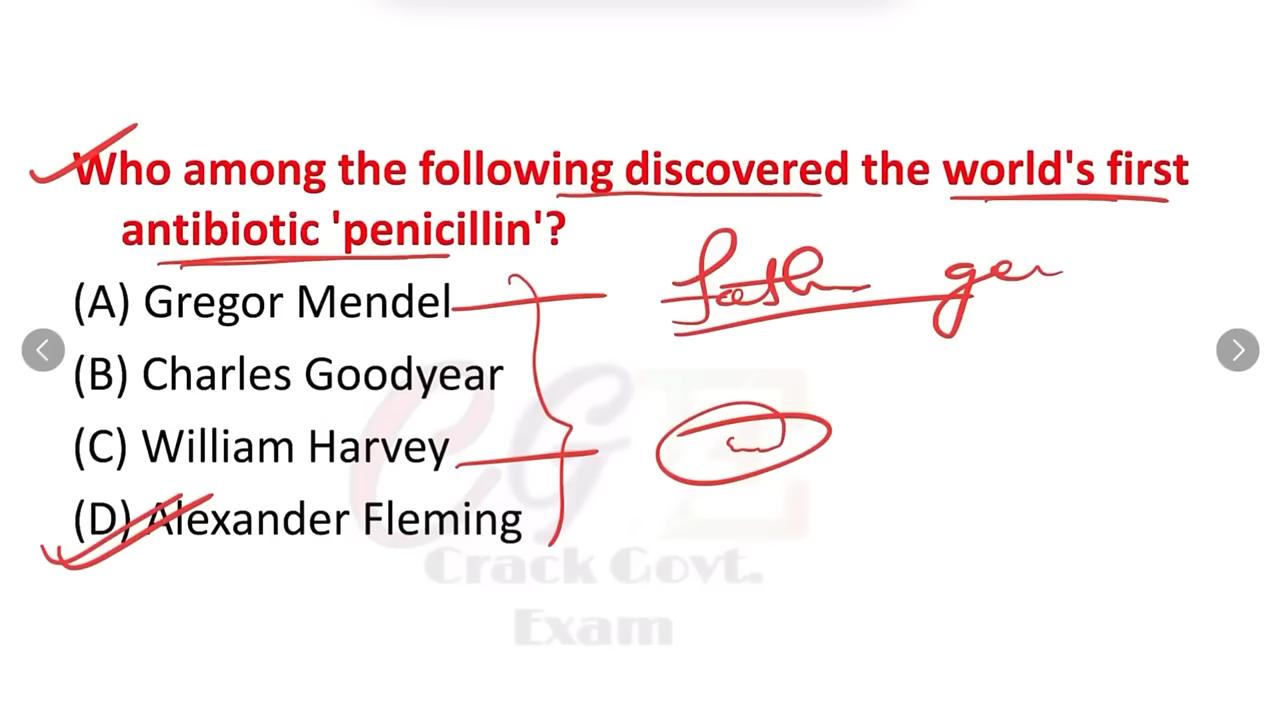 Who among the following discovered the world's first
antibiotic 'penicillin'?
(A) Gregor Mendel
(B) Charles Goodyear
(C) William Harvey
(D) Alexander Fleming
CGE
Crack Govt.
Exam